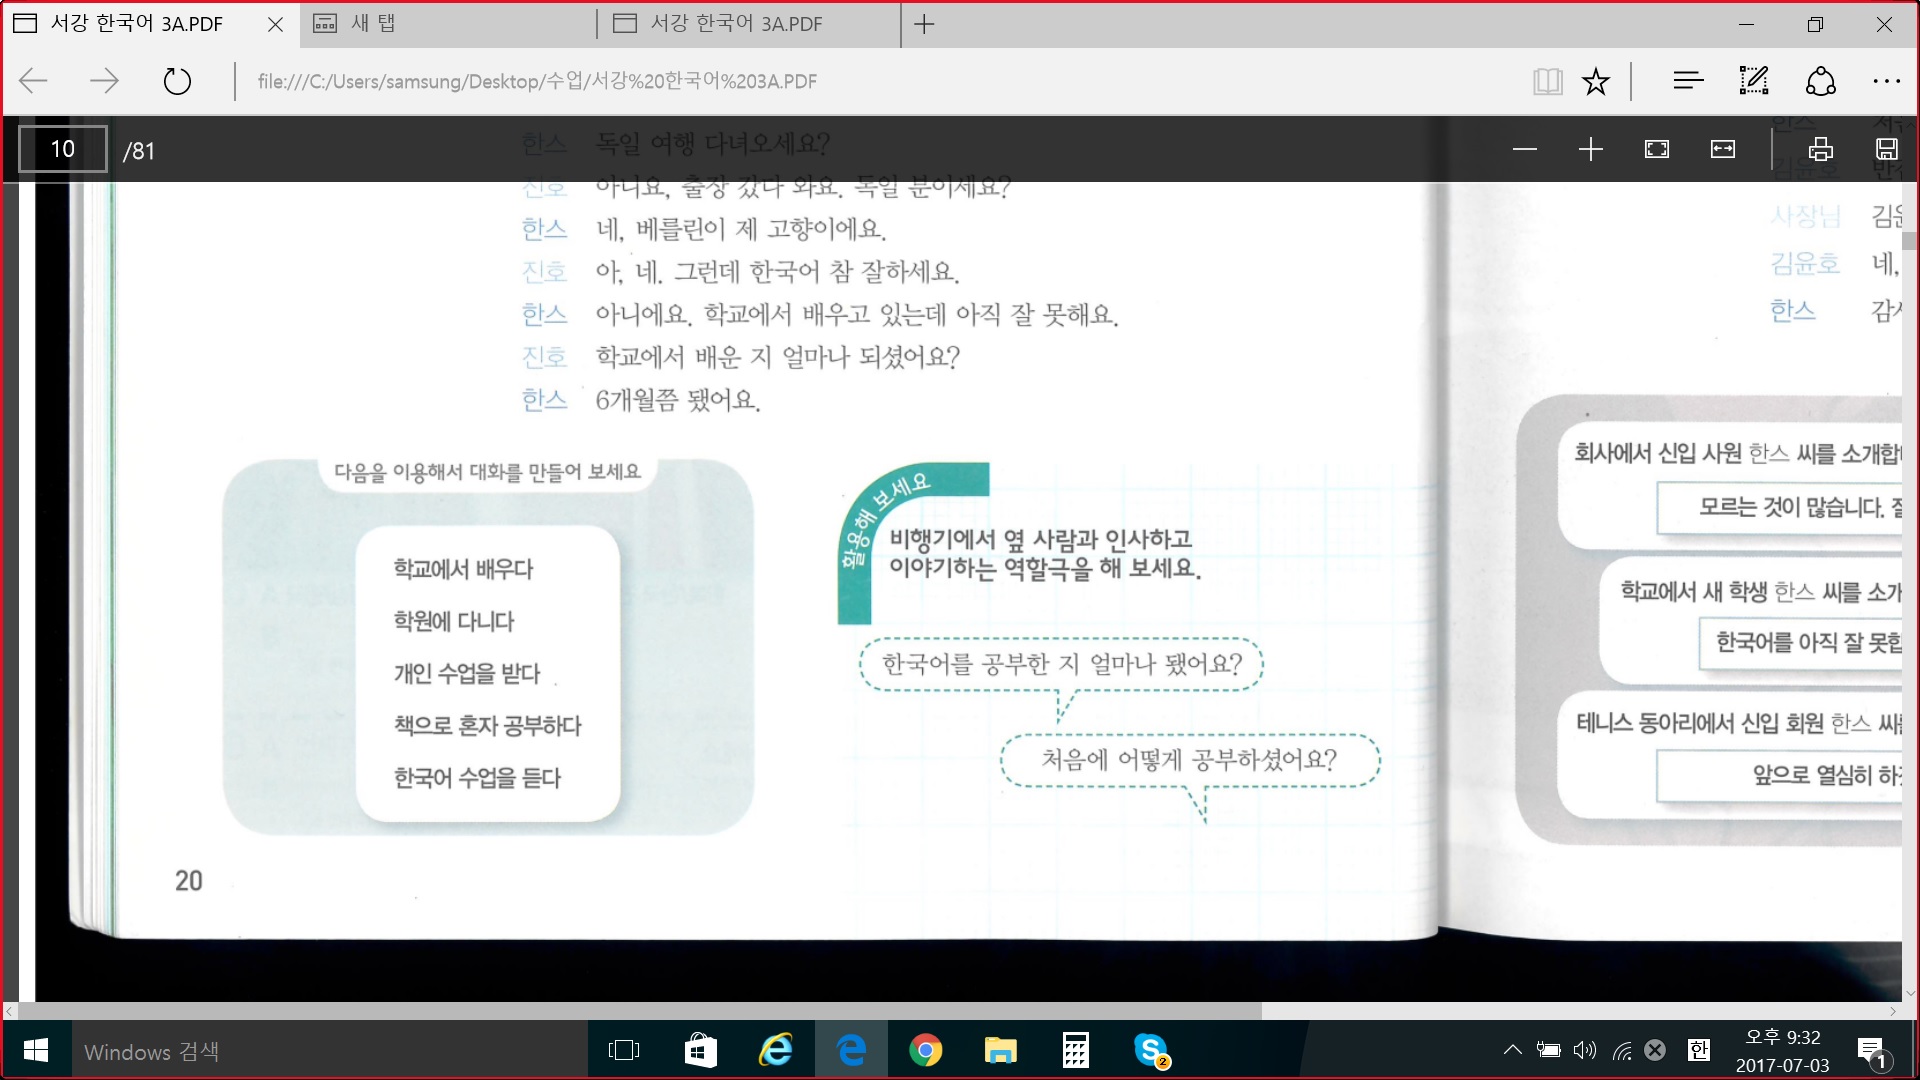 서강 한국어 3A.PDF
새 탭
서강 한국어 3A.PDF
file:///C:/Users/samsung/Desktop/수업/서강%20한국어%203A.PDF
10 /81
한스 독일 여행 다녀오세요?
진호 아니요, 출장 갔다 와요. 독일 분이세요?
한스 네, 베를린이 제 고향이에요.
진호 아, 네. 그런데 한국어 참 잘하세요.
한스 아니에요. 학교에서 배우고 있는데 아직 잘 못해요.
진호 학교에서 배운 지 얼마나 되셨어요?
한스 6개월쯤 됐어요.
다음을 이용해서 대화를 만들어 보세요
학교에서 배우다
학원에 다니다
개인 수업을 받다
책으로 혼자 공부하다
한국어 수업을 듣다
활용해 보세요
비행기에서 옆 사람과 인사하고
이야기하는 역할극을 해 보세요.
한국어를 공부한 지 얼마나 됐어요?
처음에 어떻게 공부하셨어요?
20
한스
김윤호
사장님
김윤호 네,
한스
회사에서 신입 사원 한스 씨를
모르는 것이 많습니다.
학교에서 새 학생 한스 씨를
한국어를 아직 잘
테니스 동아리에서 신입 회원 한스
앞으로 열심히
Windows 검색
2
한
오후 9:32
2017-07-03
1